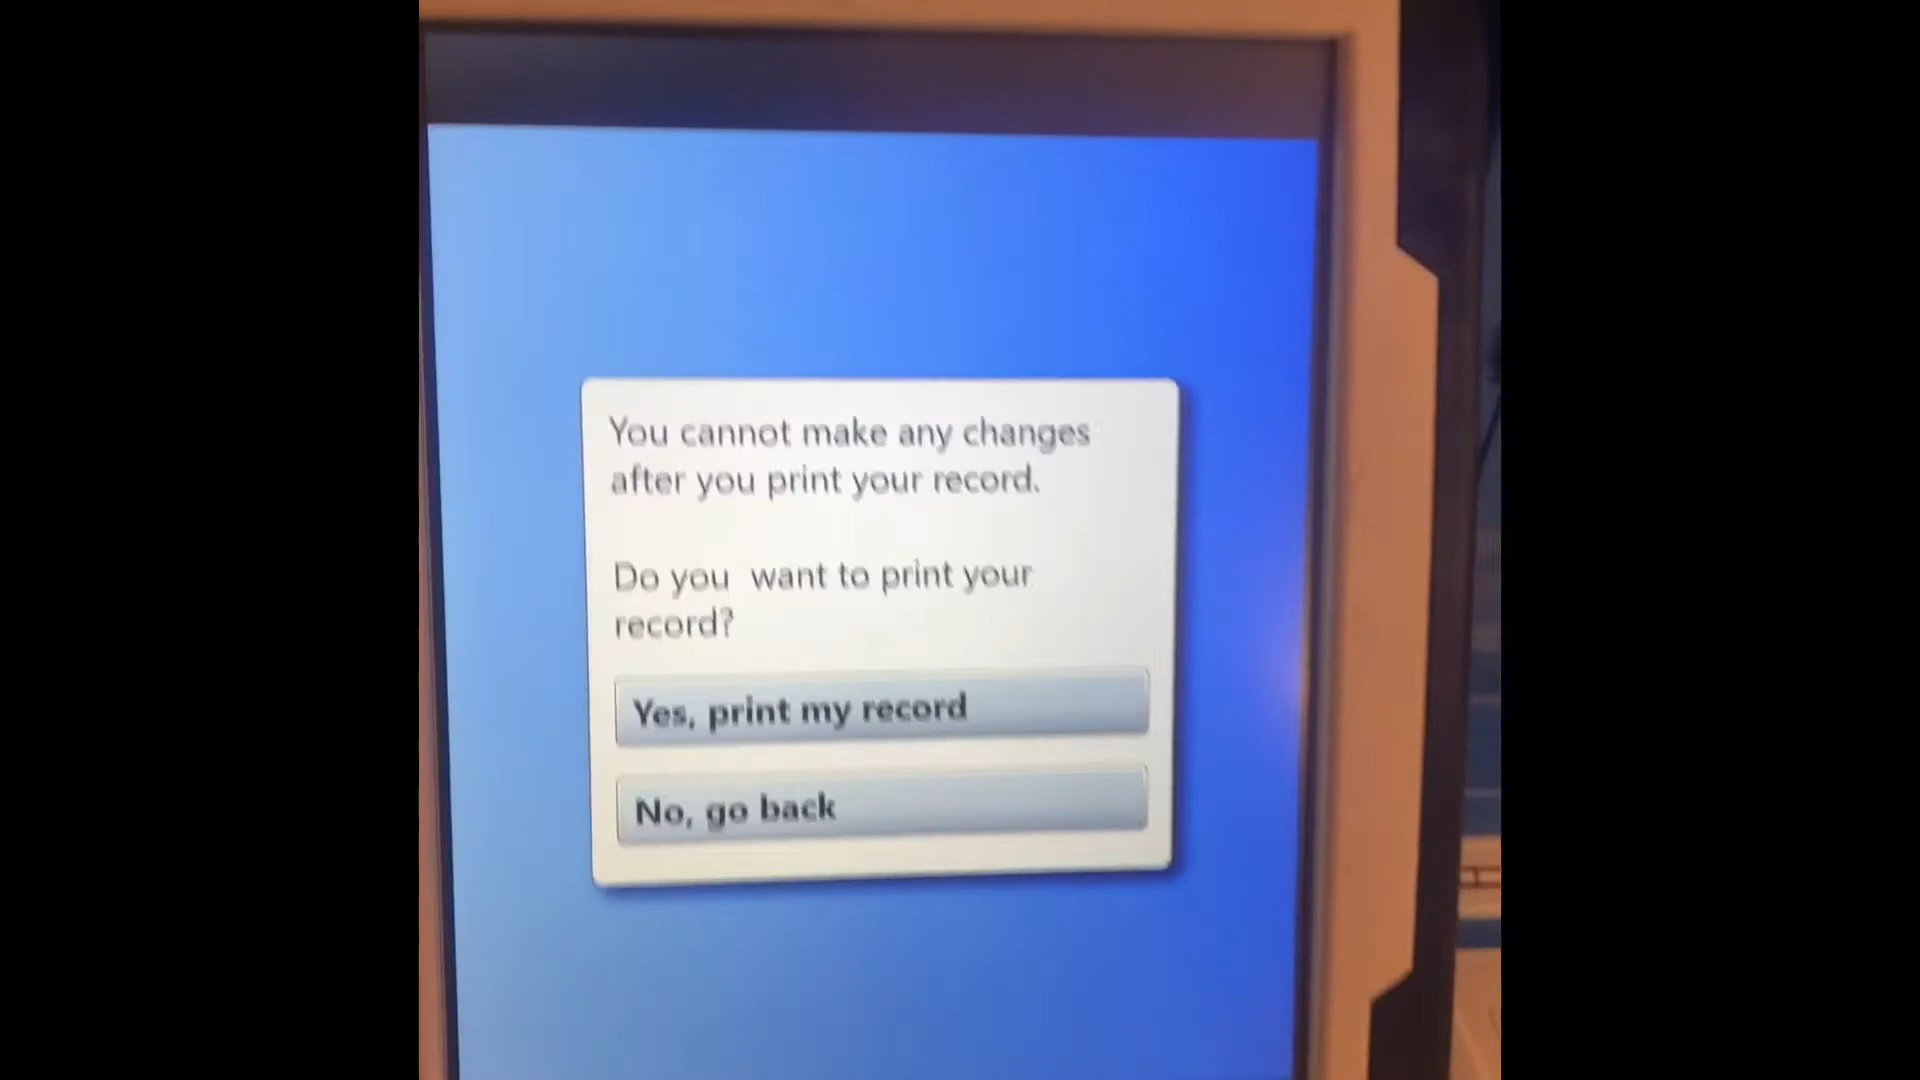 You cannot make any changes
after you print your record.
Do you want to print your
record?
Yes, print my record
No, go back